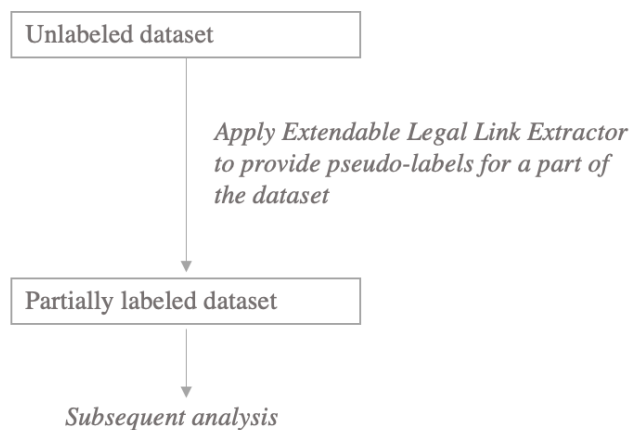 Unlabeled dataset
Apply Extendable Legal Link Extractor
to provide pseudo-labels for a part of
the dataset
Partially labeled dataset
Subsequent analysis